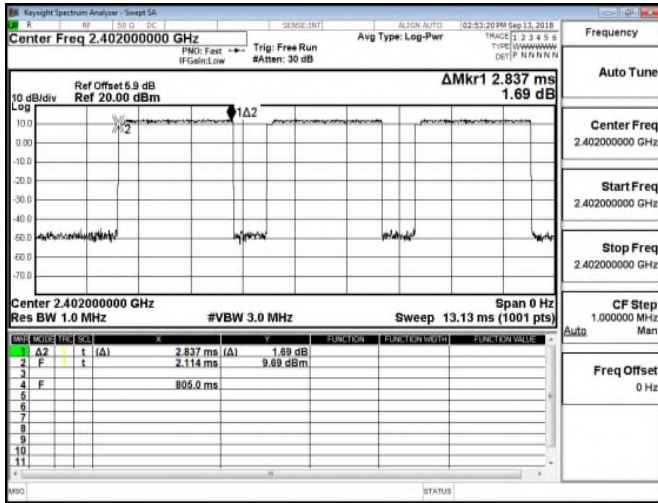 Keysight Spectrum Analyzer - Swept SA
R RF 50 Ω DC SENSE:INT ALIGN AUTO 02:53:20 PM Sep 13, 2018
Center Freq 2.402000000 GHz
PNO: Fast
IFGain:Low
Trig: Free Run
#Atten: 30 dB
Avg Type: Log-Pwr
TRACE 1 2 3 4 5 6
TYPE WWWWWW
DET P N N N N N
ΔMkr1 2.837 ms
1.69 dB
Ref Offset 6.9 dB
10 dB/div Ref 20.00 dBm
Log
10.0
0.00
-10.0
-20.0
-30.0
-40.0
-50.0
-60.0
-70.0
1Δ2
2
Center 2.402000000 GHz Span 0 Hz
Res BW 1.0 MHz #VBW 3.0 MHz Sweep 13.13 ms (1001 pts)
MKR MODE TRC SCL X Y FUNCTION FUNCTION WIDTH FUNCTION VALUE
1 Δ2 t (Δ) 2.837 ms (Δ) 1.69 dB
2 F t 2.114 ms 9.69 dBm
3
4 F 805.0 ms
5
6
7
8
9
10
11
MSG STATUS
Frequency
Auto Tune
Center Freq
2.402000000 GHz
Start Freq
2.402000000 GHz
Stop Freq
2.402000000 GHz
CF Step
1.000000 MHz
Auto Man
Freq Offset
0 Hz